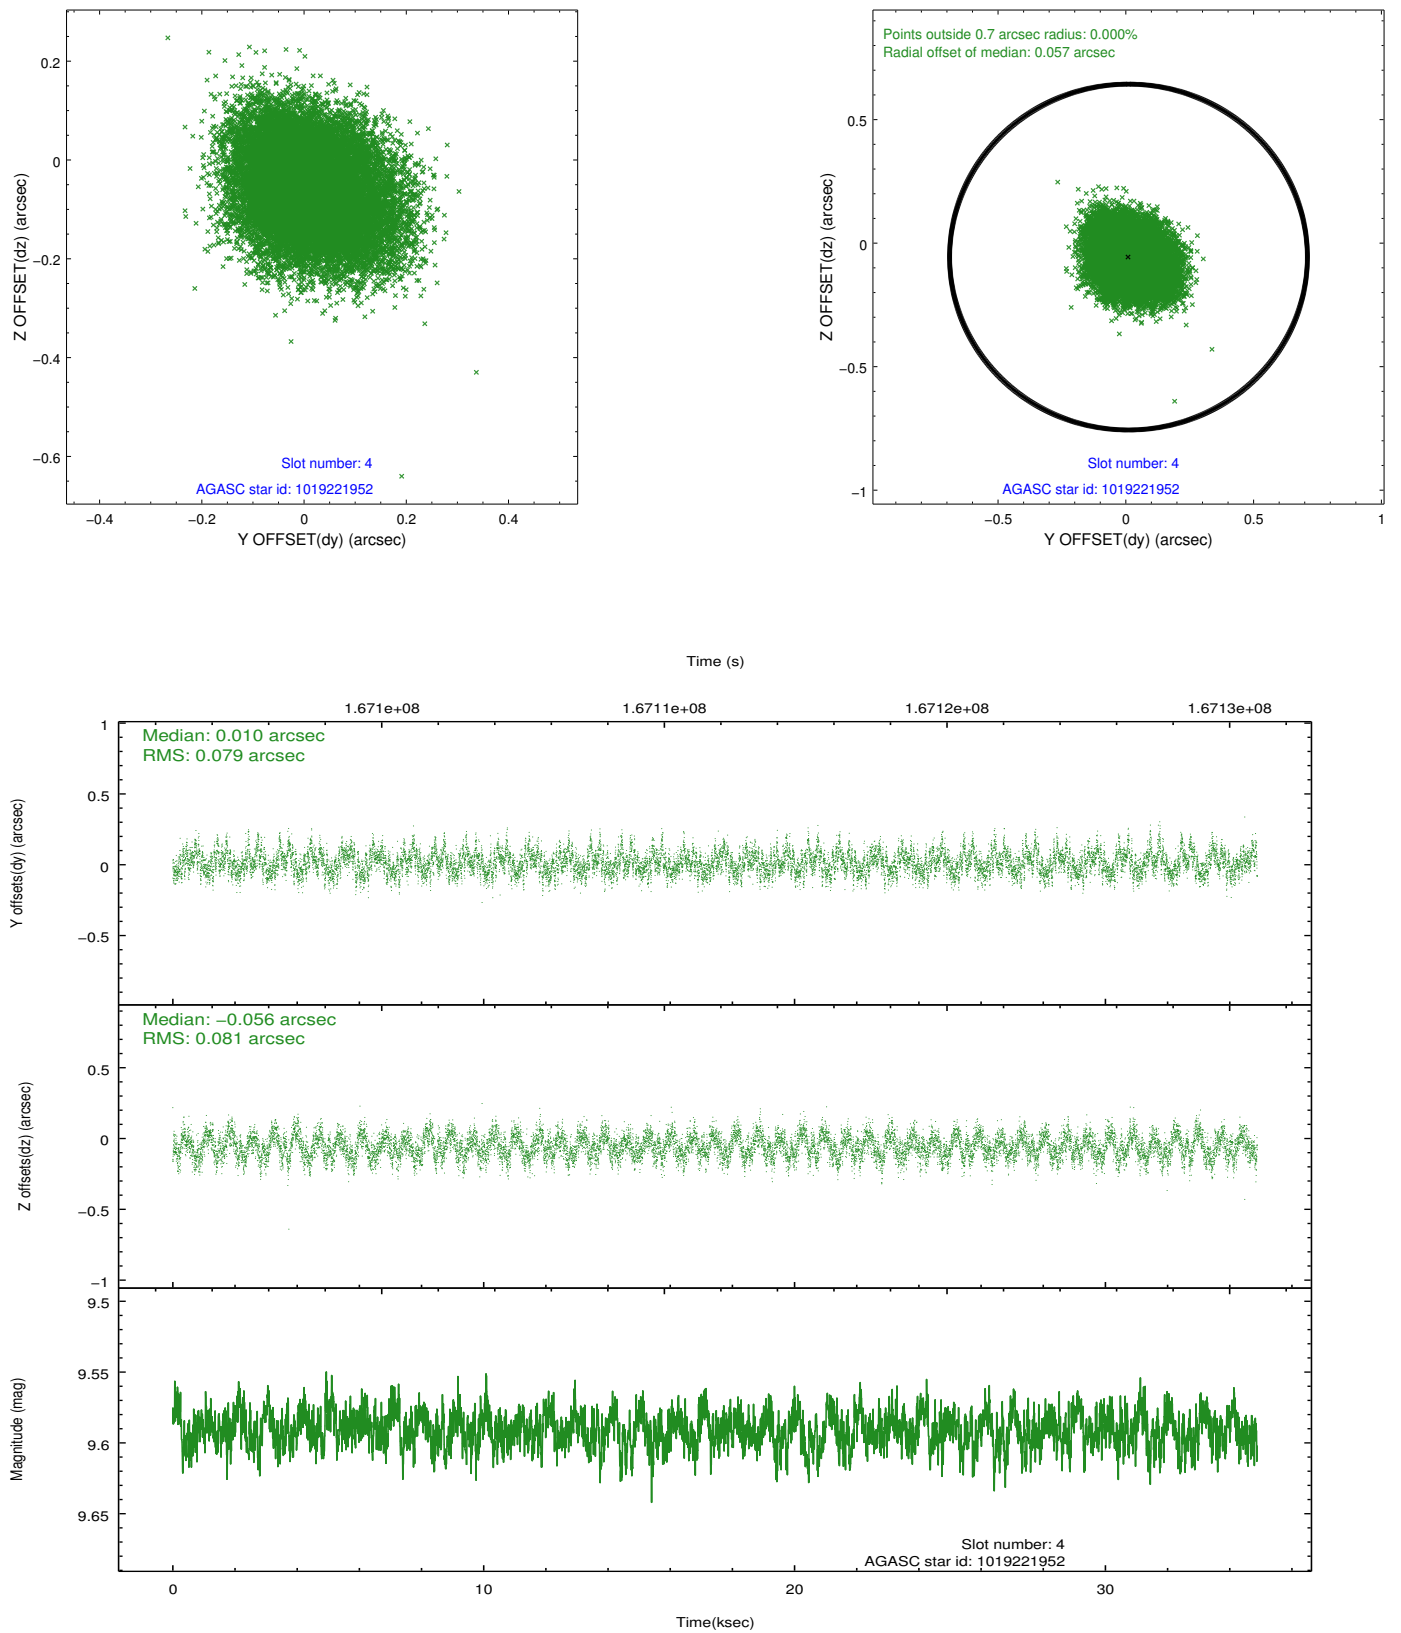 0.2
0
−0.2
−0.4
−0.6
Z OFFSET(dz) (arcsec)
Slot number: 4
AGASC star id: 1019221952
−0.4 −0.2 0 0.2 0.4
Y OFFSET(dy) (arcsec)
Points outside 0.7 arcsec radius: 0.000%
Radial offset of median: 0.057 arcsec
0.5
0
−0.5
−1
Z OFFSET(dz) (arcsec)
Slot number: 4
AGASC star id: 1019221952
−0.5 0 0.5 1
Y OFFSET(dy) (arcsec)
Time (s)
1.671e+08 1.6711e+08 1.6712e+08 1.6713e+08
Median: 0.010 arcsec
RMS: 0.079 arcsec
1
0.5
0
−0.5
Y offsets(dy) (arcsec)
Median: −0.056 arcsec
RMS: 0.081 arcsec
0.5
0
−0.5
−1
Z offsets(dz) (arcsec)
9.5
9.55
9.6
9.65
Magnitude (mag)
Slot number: 4
AGASC star id: 1019221952
0 10 20 30
Time(ksec)